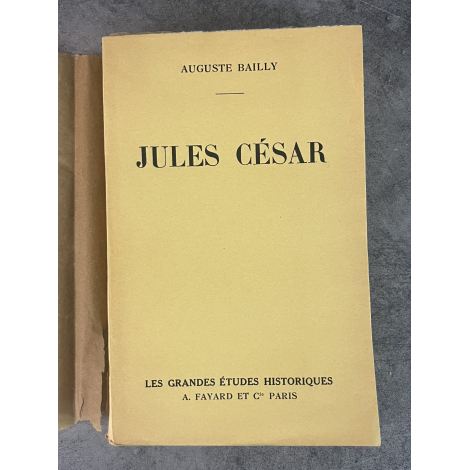 AUGUSTE BAILLY
JULES CÉSAR
LES GRANDES ÉTUDES HISTORIQUES
A. FAYARD ET Cie PARIS